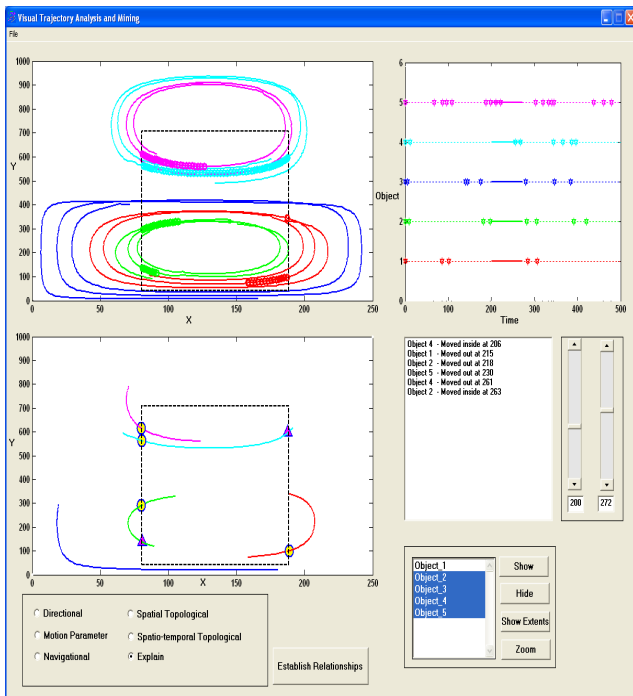 Visual Trajectory Analysis and Mining
File
1000
900
800
700
600
500
400
300
200
100
0
Y
0
50
100
150
200
250
X
6
5
4
3
2
1
0
Object
0
100
200
300
400
500
Time
1000
900
800
700
600
500
400
300
200
100
0
Y
0
50
100
150
200
250
X
Object 4 - Moved inside at 206
Object 1 - Moved out at 215
Object 2 - Moved out at 218
Object 5 - Moved out at 230
Object 4 - Moved out at 261
Object 2 - Moved inside at 263
200
272
Directional
Spatial Topological
Motion Parameter
Spatio-temporal Topological
Navigational
Explain
Establish Relationships
Object_1
Object_2
Object_3
Object_4
Object_5
Show
Hide
Show Extents
Zoom